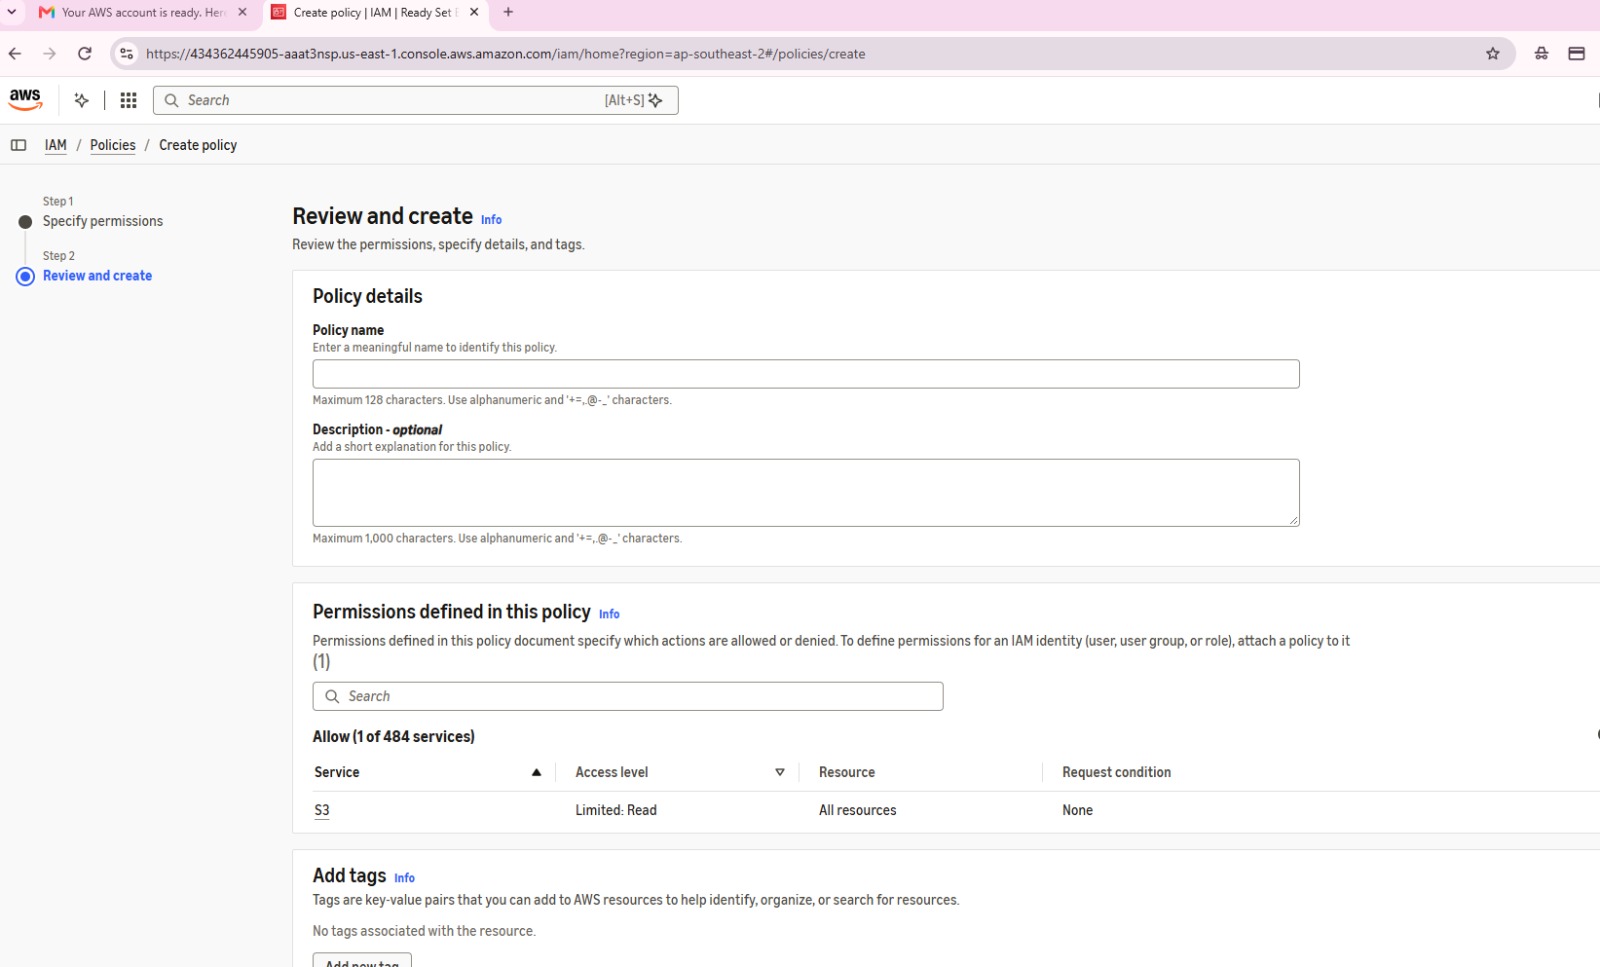 Your AWS account is ready. Her
Create policy | IAM | Ready Set
https://434362445905-aaat3nsp.us-east-1.console.aws.amazon.com/iam/home?region=ap-southeast-2#/policies/create
aws
Search
[Alt+S]
IAM / Policies / Create policy
Step 1
Specify permissions
Step 2
Review and create
Review and create Info
Review the permissions, specify details, and tags.
Policy details
Policy name
Enter a meaningful name to identify this policy.
Maximum 128 characters. Use alphanumeric and '+=,.@-_' characters.
Description - optional
Add a short explanation for this policy.
Maximum 1,000 characters. Use alphanumeric and '+=,.@-_' characters.
Permissions defined in this policy Info
Permissions defined in this policy document specify which actions are allowed or denied. To define permissions for an IAM identity (user, user group, or role), attach a policy to it
(1)
Search
Allow (1 of 484 services)
Service Access level Resource Request condition
S3 Limited: Read All resources None
Add tags Info
Tags are key-value pairs that you can add to AWS resources to help identify, organize, or search for resources.
No tags associated with the resource.
Add new tag